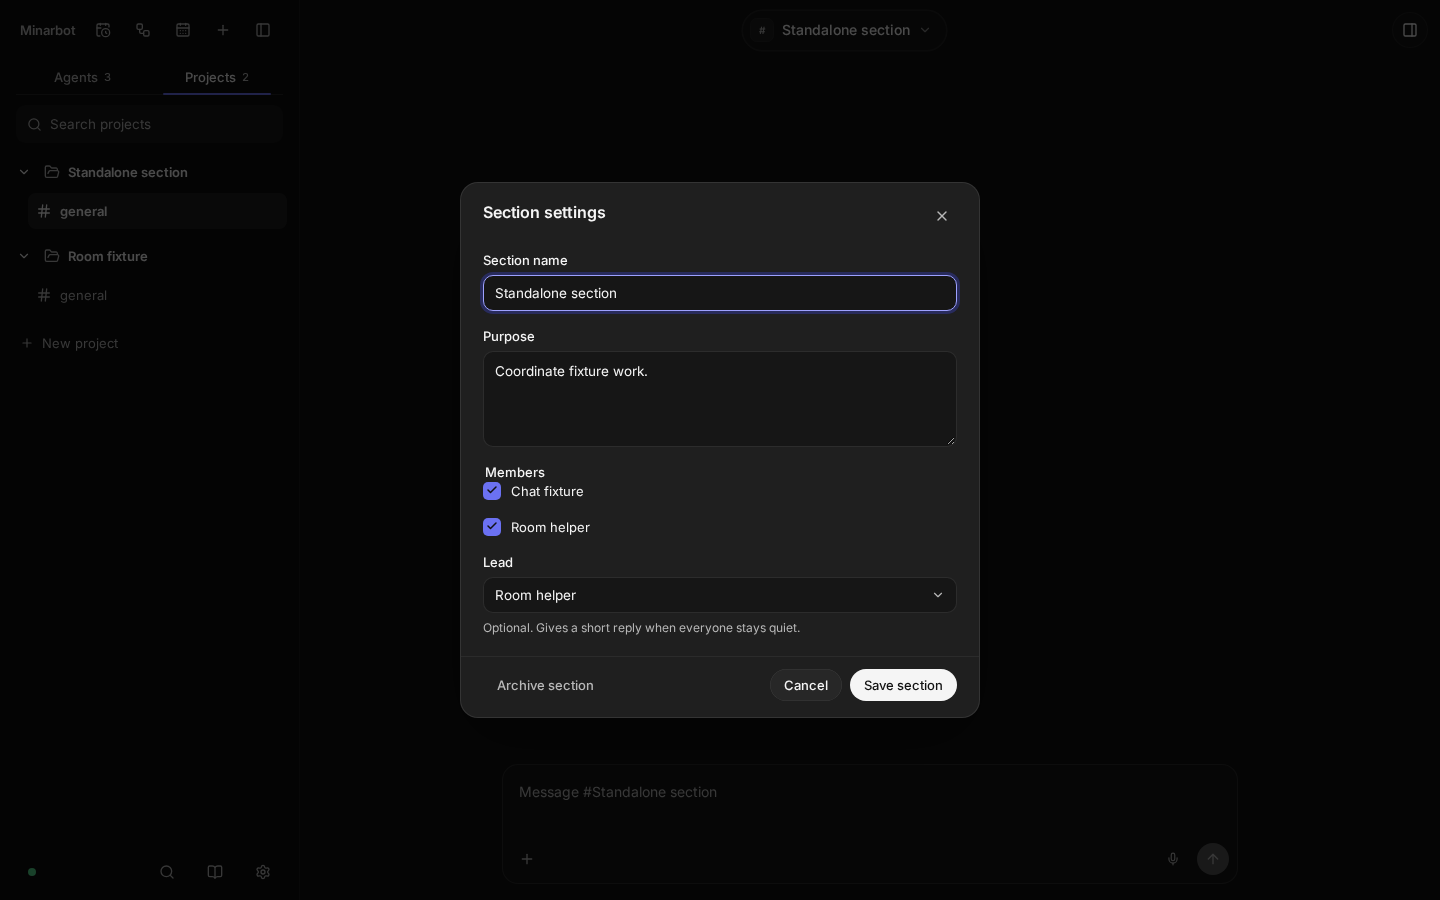 Minarbot
# Standalone section
Agents 3
Projects 2
Search projects
Standalone section
# general
Room fixture
# general
+ New project
Section settings
Section name
Standalone section
Purpose
Coordinate fixture work.
Members
Chat fixture
Room helper
Lead
Room helper
Optional. Gives a short reply when everyone stays quiet.
Archive section
Cancel
Save section
Message #Standalone section